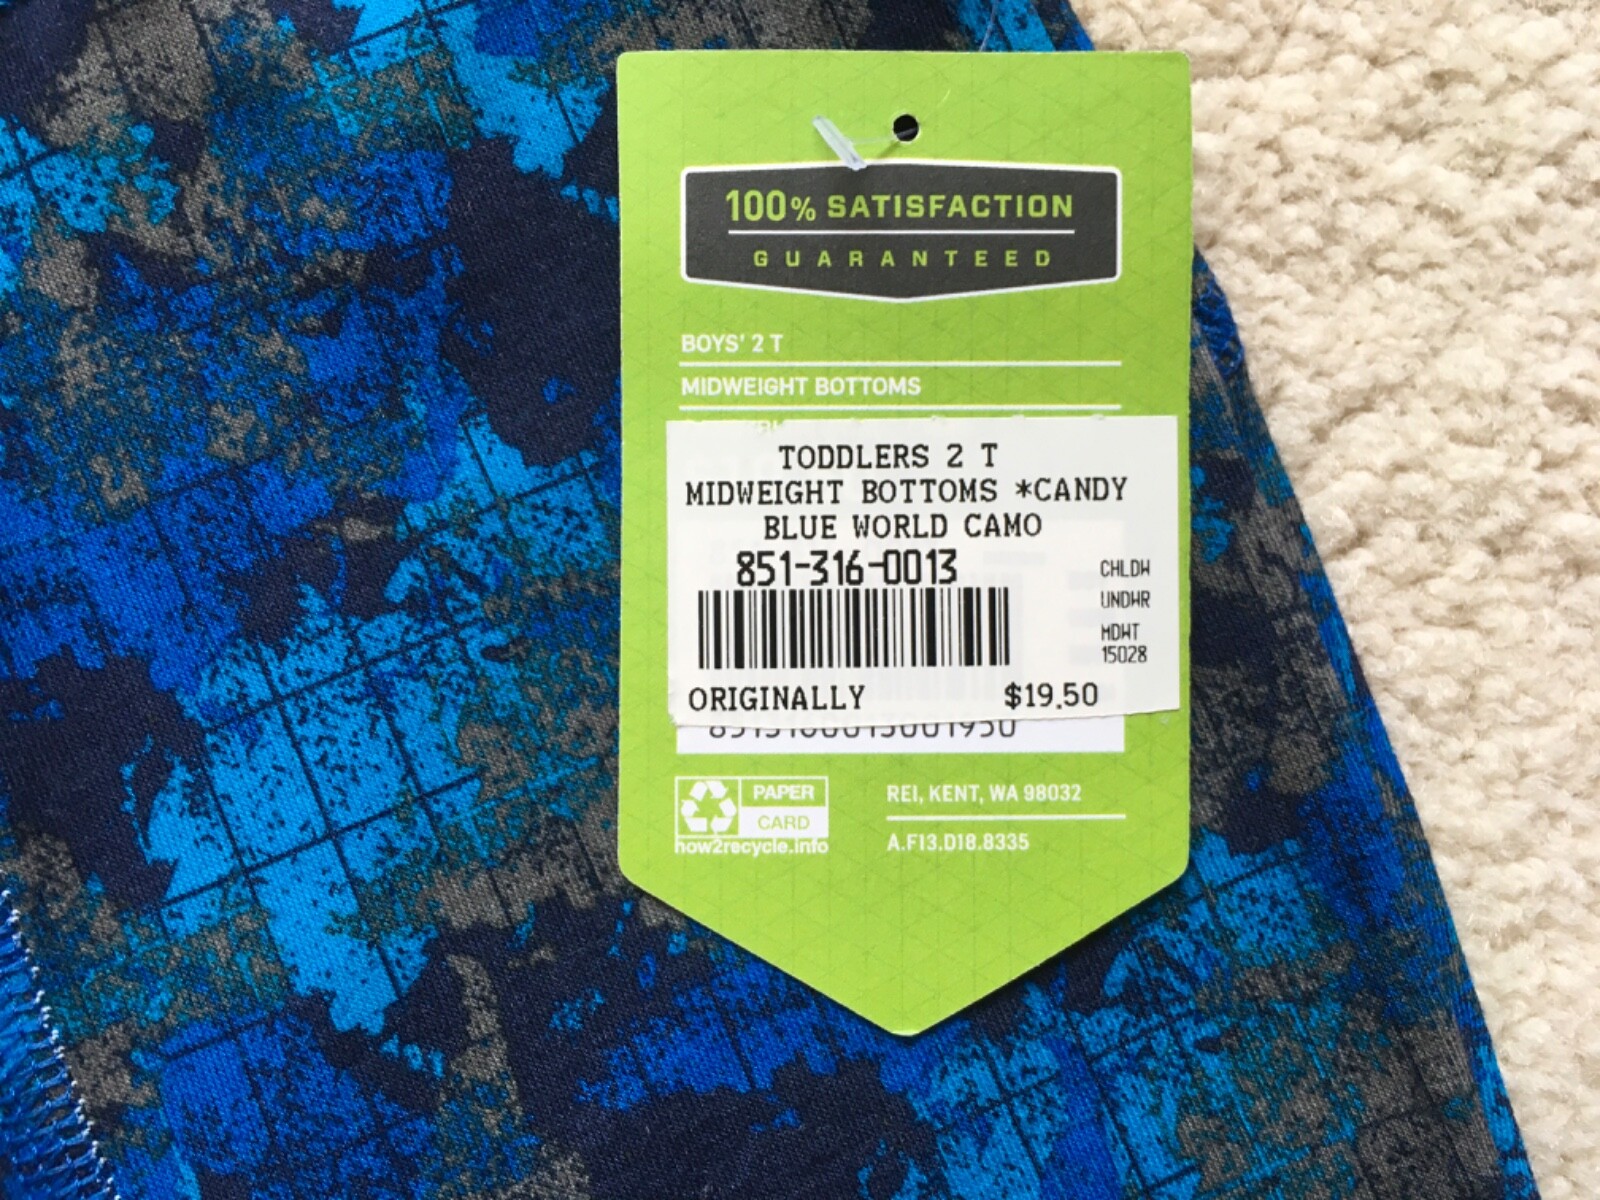 100% SATISFACTION
GUARANTEED
BOYS' 2 T
MIDWEIGHT BOTTOMS
TODDLERS 2 T
MIDWEIGHT BOTTOMS *CANDY
BLUE WORLD CAMO
851-316-0013
CHLDW
UNDWR
MDWT
15028
ORIGINALLY $19.50
8513160013001950
PAPER
CARD
how2recycle.info
REI, KENT, WA 98032
A.F13.D18.8335